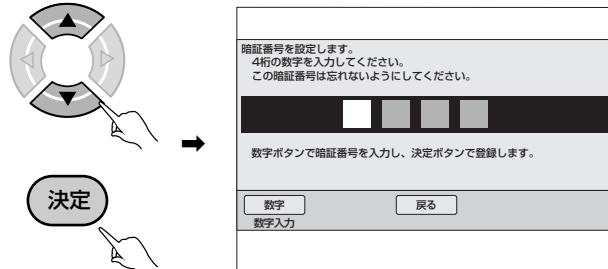 決定
暗証番号を設定します。
4桁の数字を入力してください。
この暗証番号は忘れないようにしてください。
数字ボタンで暗証番号を入力し、決定ボタンで登録します。
数字
戻る
数字入力